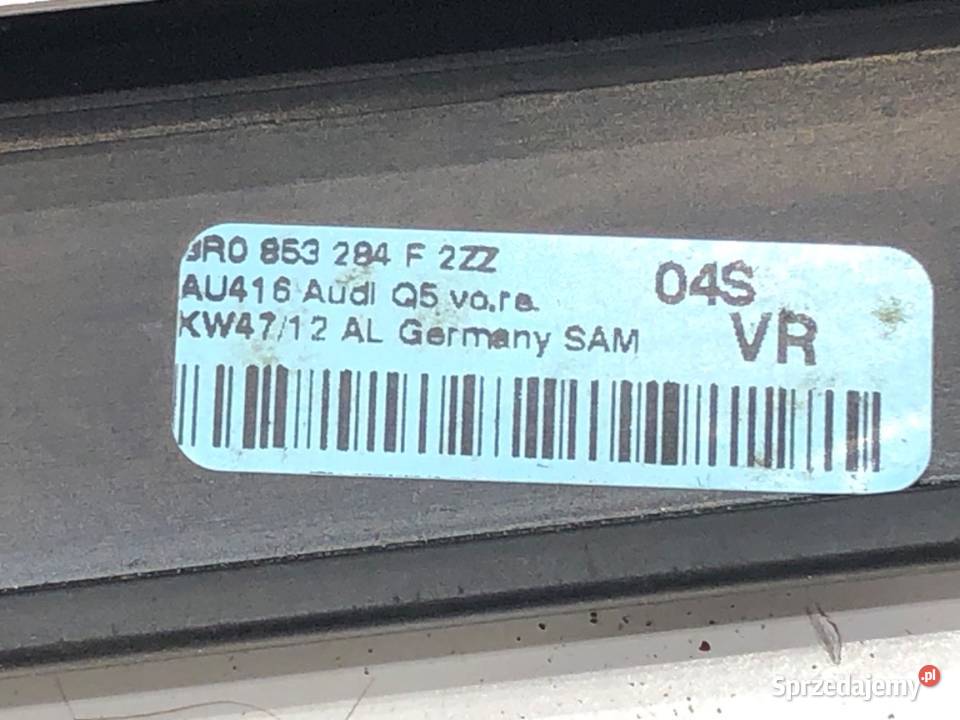 8R0 853 284 F 2ZZ
AU416 Audi Q5 vo.re.
KW47/12 AL Germany SAM
04S
VR
Sprzedajemy.pl